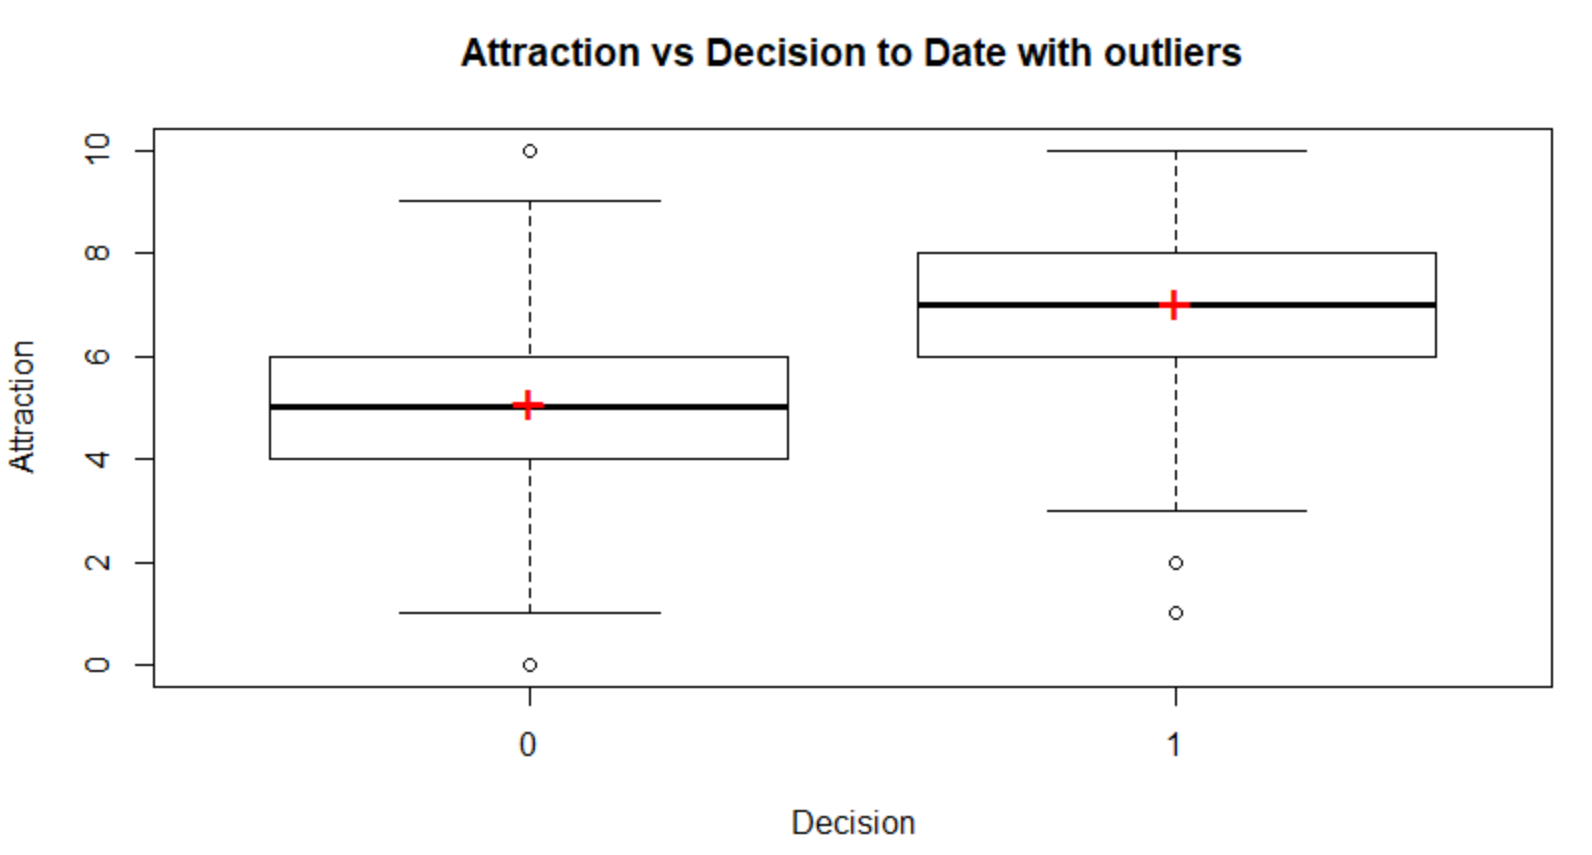 Attraction vs Decision to Date with outliers
10
8
6
4
2
0
Attraction
0 1
Decision